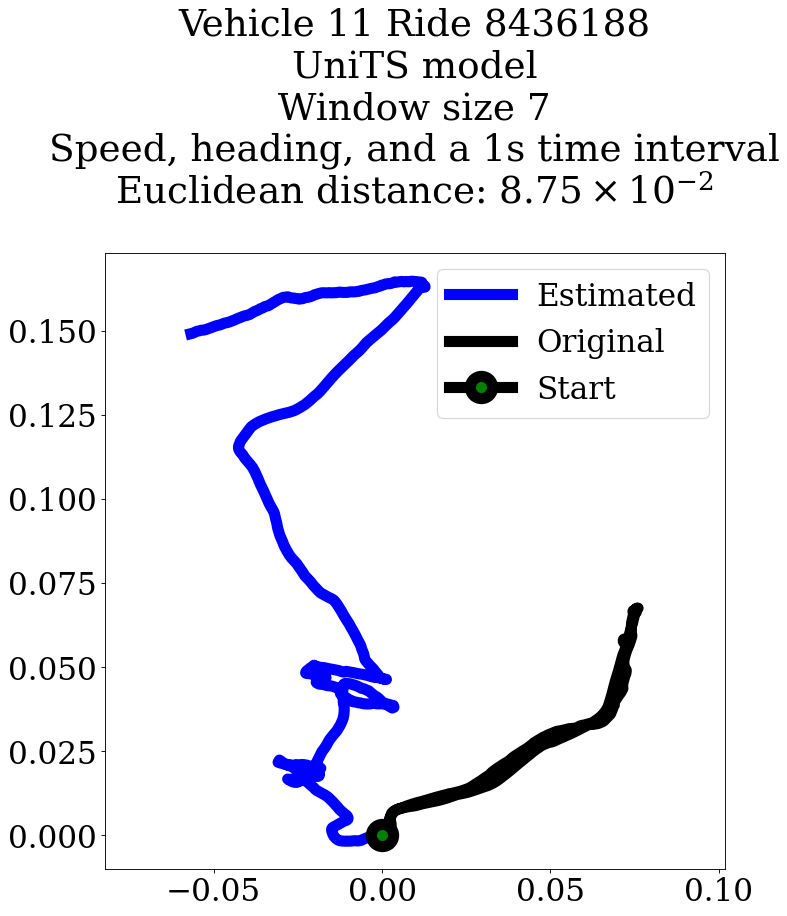 Vehicle 11 Ride 8436188
UniTS model
Window size 7
Speed, heading, and a 1s time interval
Euclidean distance: 8.75 × 10⁻²
Estimated
Original
Start
0.150
0.125
0.100
0.075
0.050
0.025
0.000
−0.05
0.00
0.05
0.10